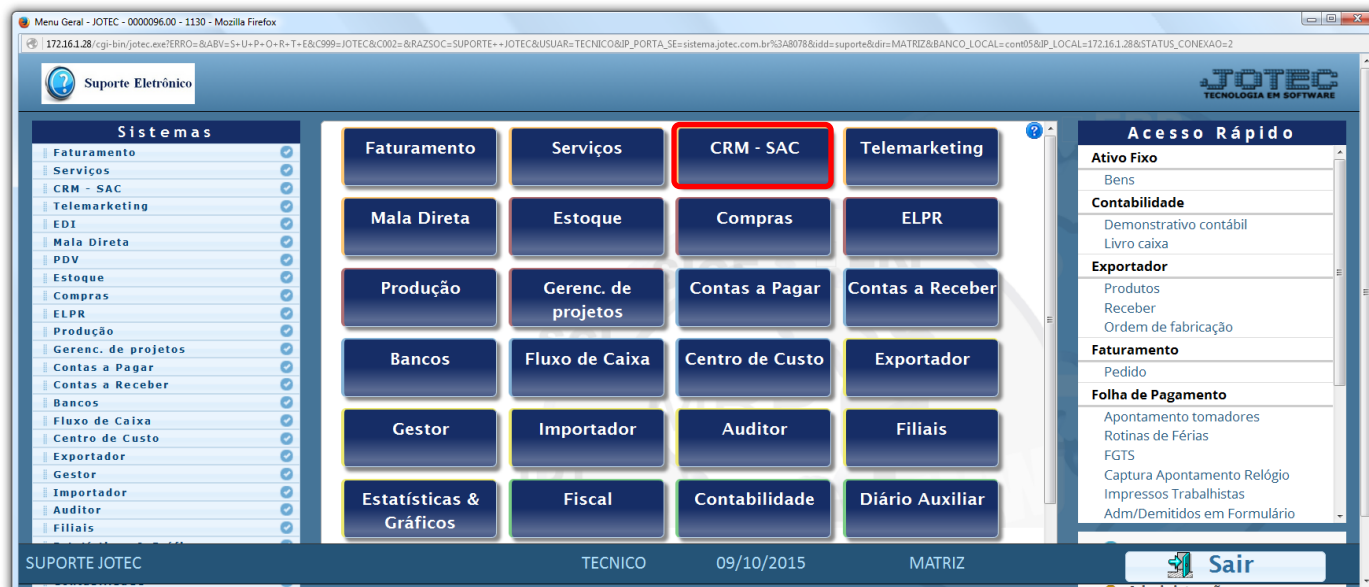 Menu Geral - JOTEC - 0000096.00 - 1130 - Mozilla Firefox
172.16.1.28/cgi-bin/jotec.exe?ERRO=&ABV=S+U+P+O+R+T+E&C999=JOTEC&C002=&RAZSOC=SUPORTE++JOTEC&USUAR=TECNICO&IP_PORTA_SE=sistema.jotec.com.br%3A8078&idd=suporte&dir=MATRIZ&BANCO_LOCAL=cont05&IP_LOCAL=172.16.1.28&STATUS_CONEXAO=2
Suporte Eletrônico
JOTEC
TECNOLOGIA EM SOFTWARE
Sistemas
Faturamento
Serviços
CRM - SAC
Telemarketing
EDI
Mala Direta
PDV
Estoque
Compras
ELPR
Produção
Gerenc. de projetos
Contas a Pagar
Contas a Receber
Bancos
Fluxo de Caixa
Centro de Custo
Exportador
Gestor
Importador
Auditor
Filiais
Faturamento
Serviços
CRM - SAC
Telemarketing
Mala Direta
Estoque
Compras
ELPR
Produção
Gerenc. de
projetos
Contas a Pagar
Contas a Receber
Bancos
Fluxo de Caixa
Centro de Custo
Exportador
Gestor
Importador
Auditor
Filiais
Estatísticas &
Gráficos
Fiscal
Contabilidade
Diário Auxiliar
Acesso Rápido
Ativo Fixo
Bens
Contabilidade
Demonstrativo contábil
Livro caixa
Exportador
Produtos
Receber
Ordem de fabricação
Faturamento
Pedido
Folha de Pagamento
Apontamento tomadores
Rotinas de Férias
FGTS
Captura Apontamento Relógio
Impressos Trabalhistas
Adm/Demitidos em Formulário
SUPORTE JOTEC
TECNICO
09/10/2015
MATRIZ
Sair